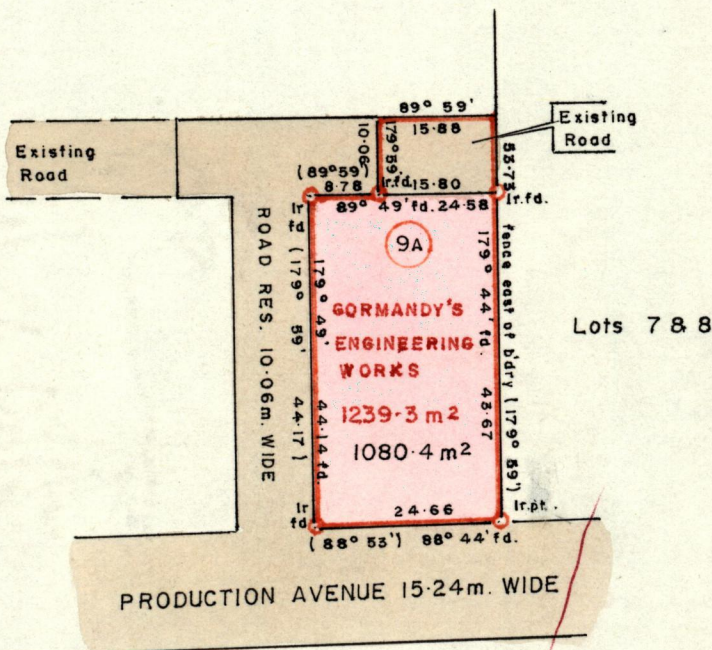 89° 59'
15.88
Existing
Road
Existing
Road
10.06
179° 59'
53.73
(89°59')
8.78
Ir.fd.
15.80
Ir.fd.
Ir
fd
89° 49' fd. 24.58
9A
ROAD RES. 10.06m. WIDE
(179° 59' 44.17)
179° 49'
44.14 fd.
GORMANDY'S
ENGINEERING
WORKS
1239.3 m²
1080.4 m²
179° 44' fd.
43.67
fence east of b'dry (179° 59')
Lots 7 & 8
Ir
fd
24.66
Ir.pt.
(88° 53') 88° 44' fd.
PRODUCTION AVENUE 15.24m. WIDE